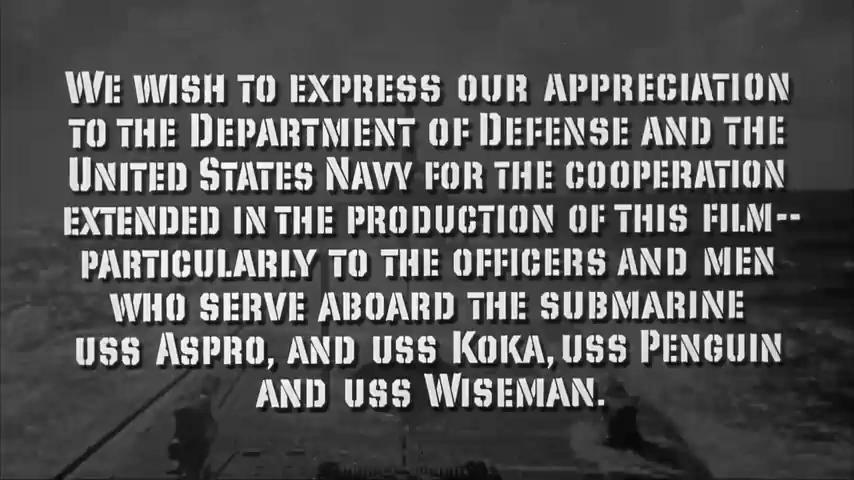 WE WISH TO EXPRESS OUR APPRECIATION
TO THE DEPARTMENT OF DEFENSE AND THE
UNITED STATES NAVY FOR THE COOPERATION
EXTENDED IN THE PRODUCTION OF THIS FILM--
PARTICULARLY TO THE OFFICERS AND MEN
WHO SERVE ABOARD THE SUBMARINE
USS ASPRO, AND USS KOKA, USS PENGUIN
AND USS WISEMAN.